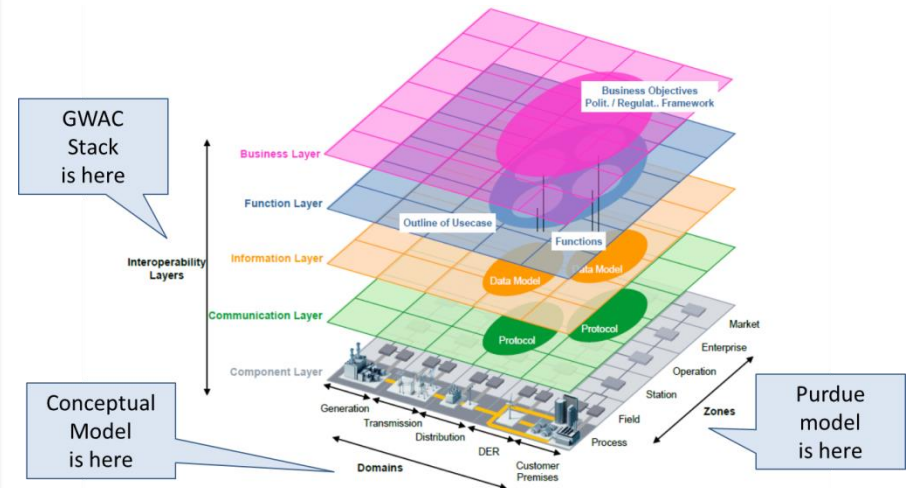 Business Objectives
Polit. / Regulat.. Framework
GWAC
Stack
is here
Business Layer
Function Layer
Outline of Usecase
Functions
Interoperability
Layers
Information Layer
Data Model
Data Model
Communication Layer
Protocol
Protocol
Component Layer
Market
Enterprise
Operation
Station
Field
Process
Zones
Generation
Transmission
Distribution
DER
Customer
Premises
Domains
Conceptual
Model
is here
Purdue
model
is here